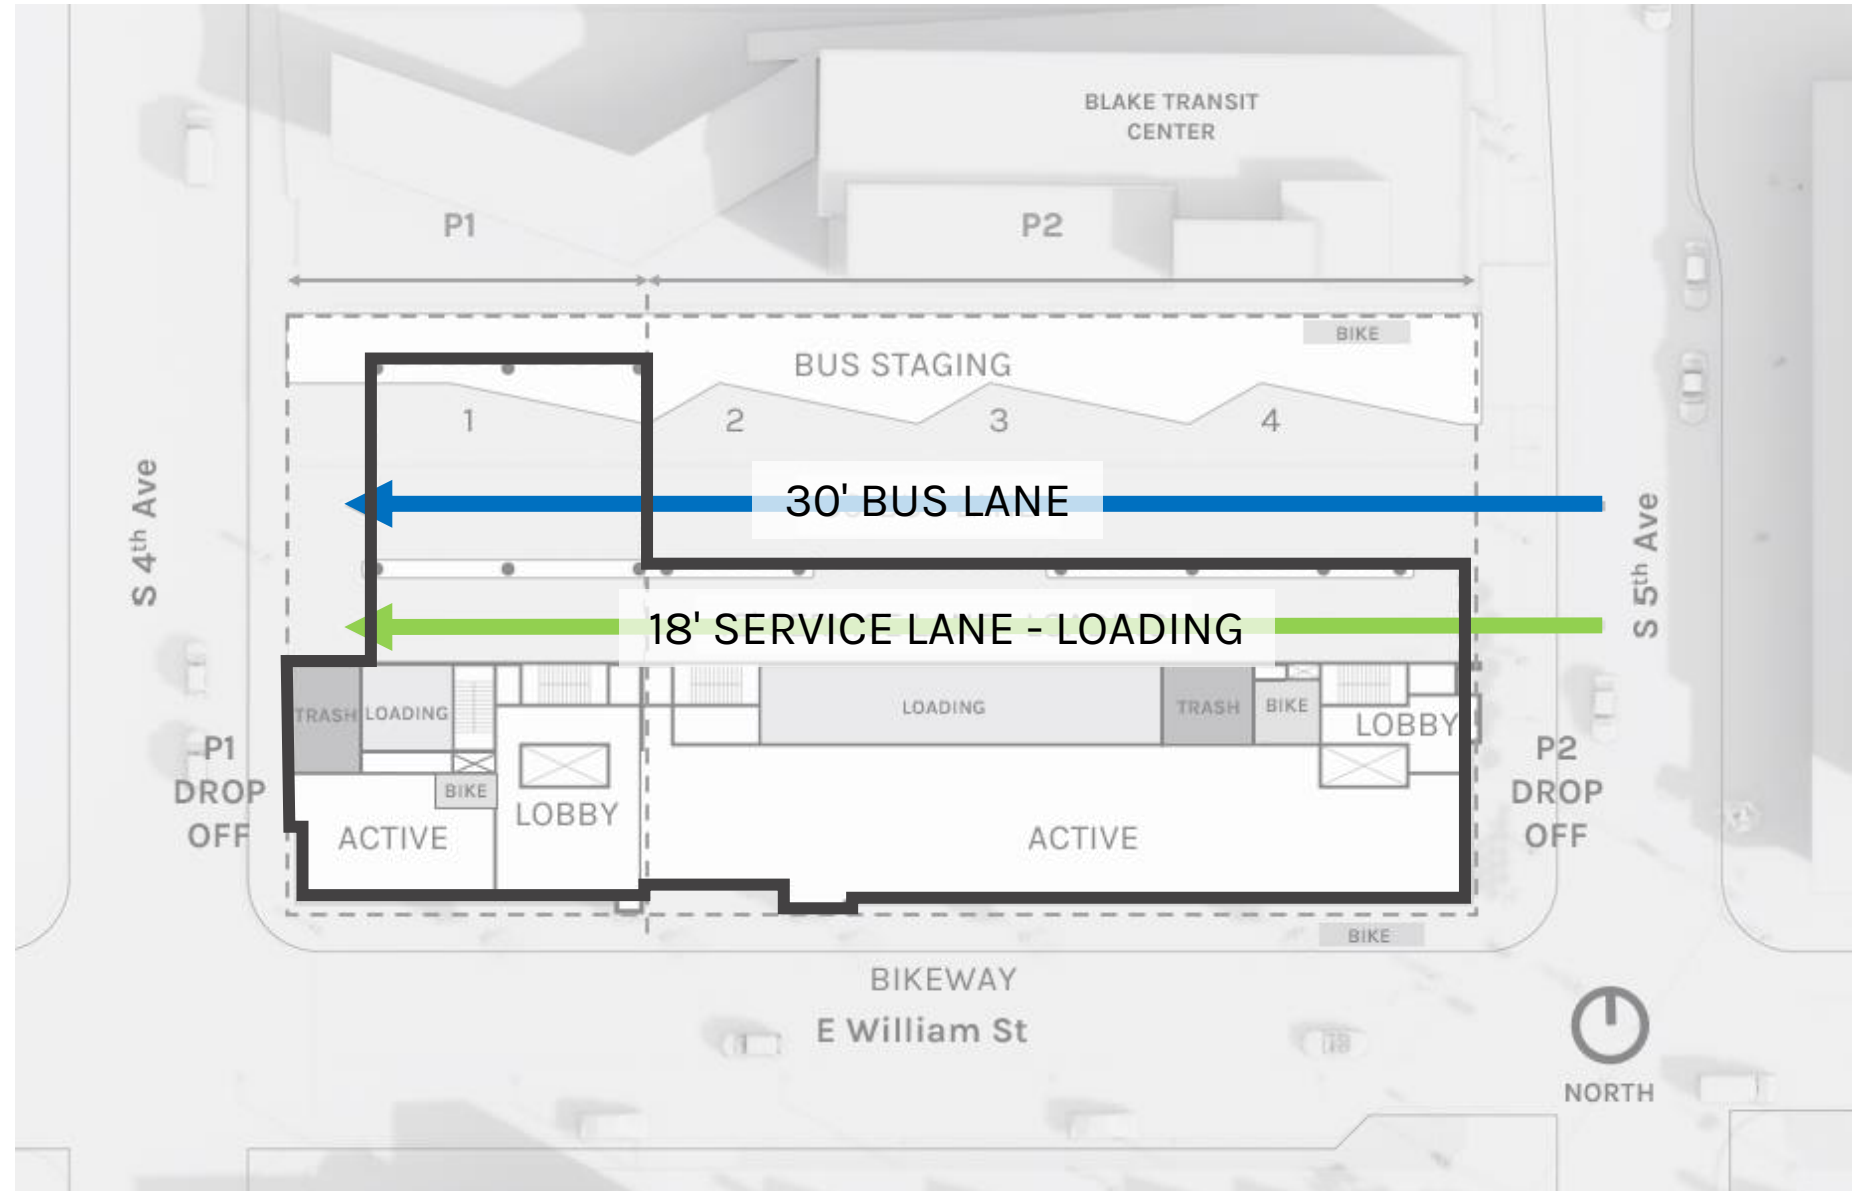 BLAKE TRANSIT
CENTER
P1
P2
BIKE
BUS STAGING
1
2
3
4
30' BUS LANE
S 4th Ave
S 5th Ave
18' SERVICE LANE - LOADING
TRASH
LOADING
LOADING
TRASH
BIKE
LOBBY
P1
DROP
OFF
BIKE
LOBBY
ACTIVE
ACTIVE
P2
DROP
OFF
BIKE
BIKEWAY
E William St
NORTH